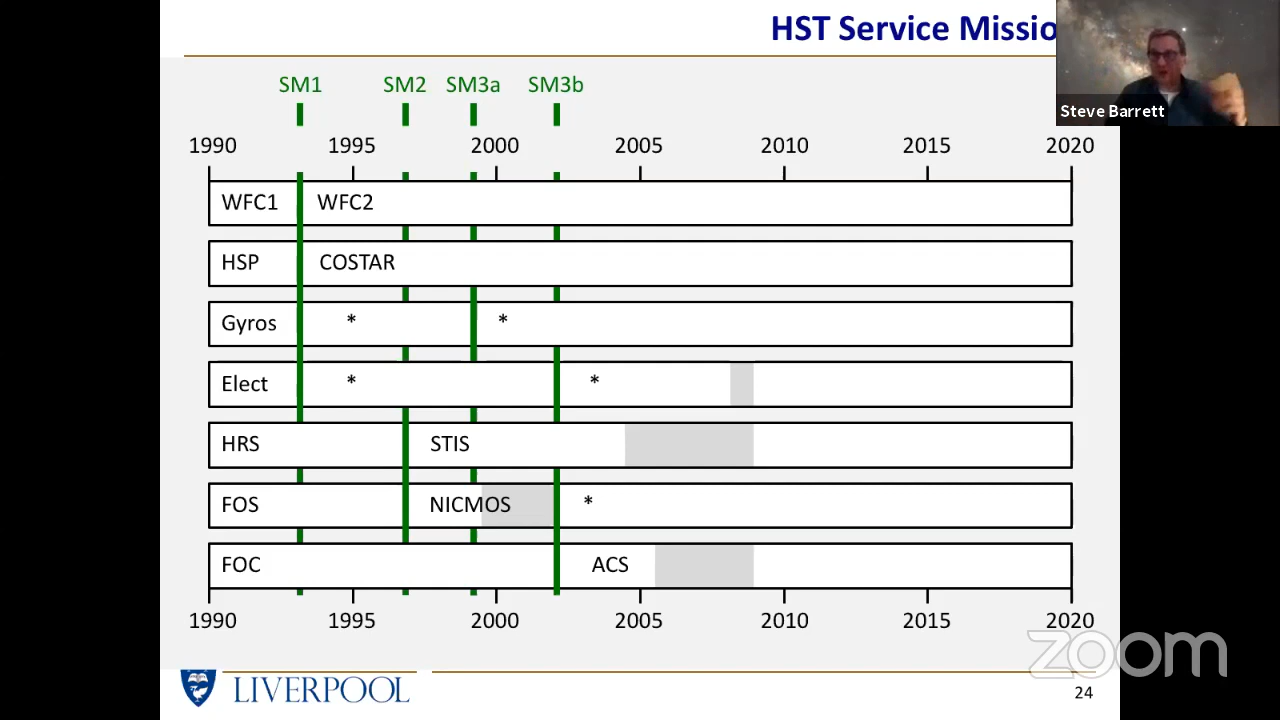 HST Service Missio
Steve Barrett
SM1 SM2 SM3a SM3b
1990 1995 2000 2005 2010 2015 2020
WFC1 WFC2
HSP COSTAR
Gyros * *
Elect * *
HRS STIS
FOS NICMOS *
FOC ACS
1990 1995 2000 2005 2010 2015 2020
zoom
LIVERPOOL
24